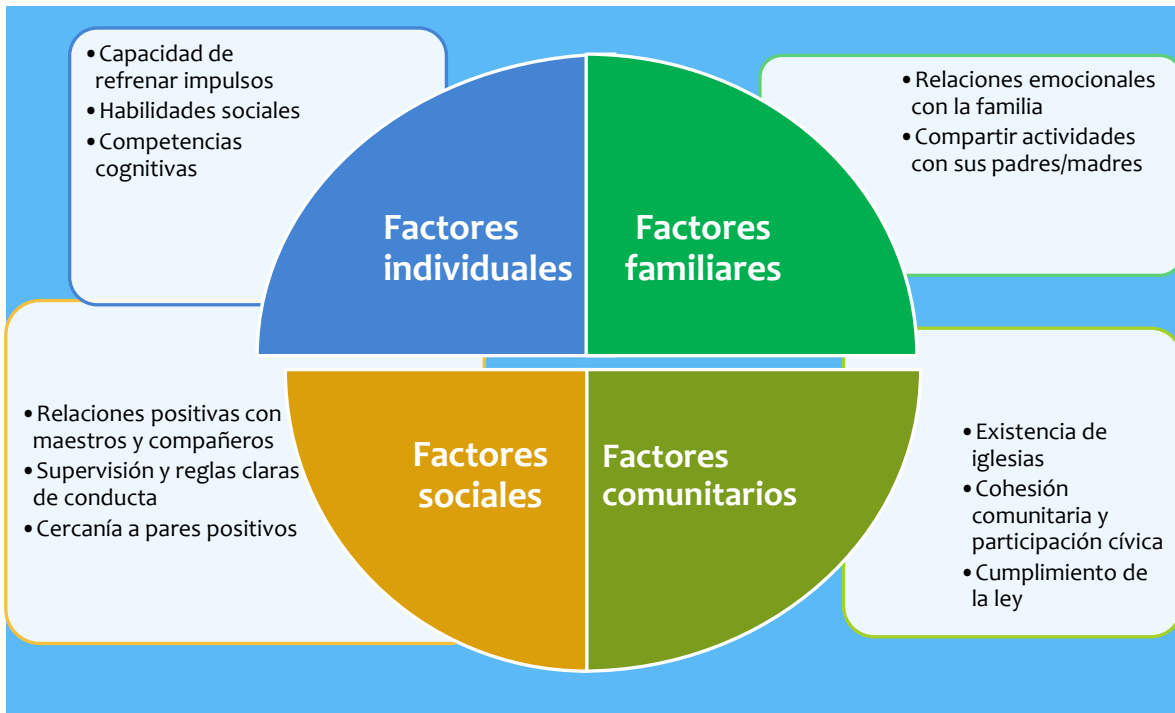 • Capacidad de
refrenar impulsos
• Habilidades sociales
• Competencias
cognitivas
Factores
individuales
• Relaciones emocionales
con la familia
• Compartir actividades
con sus padres/madres
Factores
familiares
• Relaciones positivas con
maestros y compañeros
• Supervisión y reglas claras
de conducta
• Cercanía a pares positivos
Factores
sociales
Factores
comunitarios
• Existencia de
iglesias
• Cohesión
comunitaria y
participación cívica
• Cumplimiento de
la ley